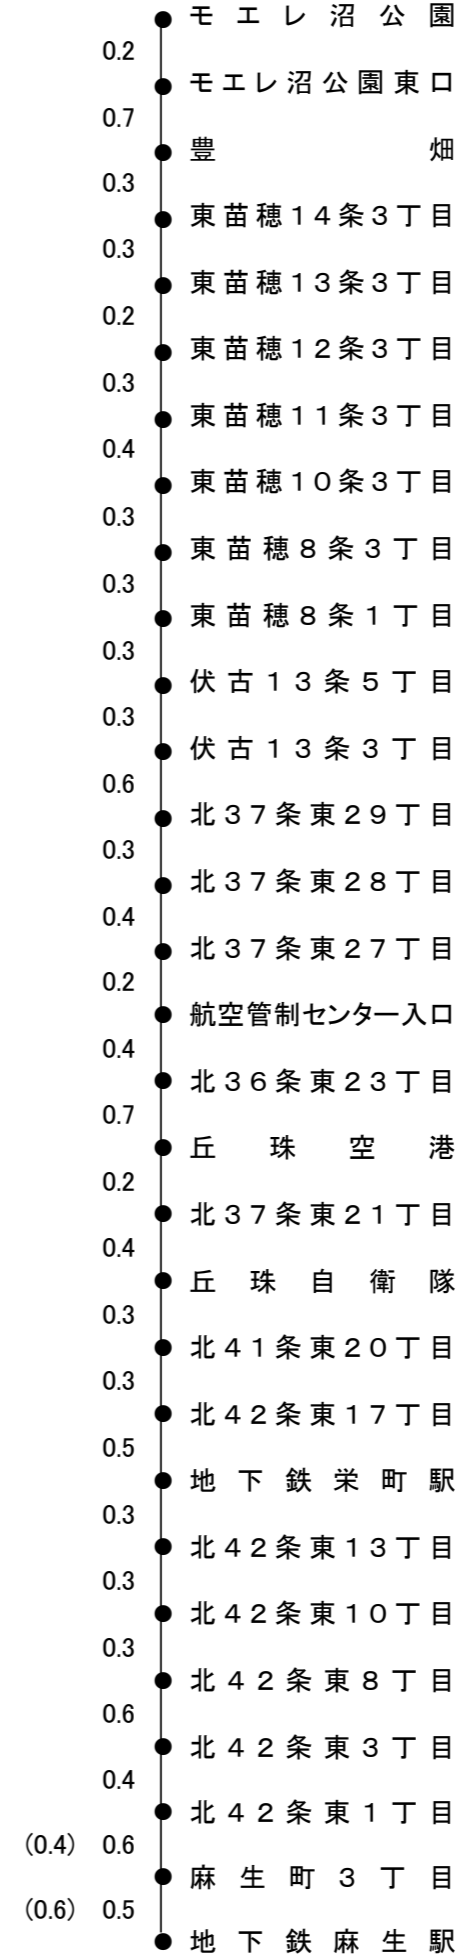 モエレ沼公園
0.2
モエレ沼公園東口
0.7
豊畑
0.3
東苗穂14条3丁目
0.3
東苗穂13条3丁目
0.2
東苗穂12条3丁目
0.3
東苗穂11条3丁目
0.4
東苗穂10条3丁目
0.3
東苗穂8条3丁目
0.3
東苗穂8条1丁目
0.3
伏古13条5丁目
0.3
伏古13条3丁目
0.6
北37条東29丁目
0.3
北37条東28丁目
0.4
北37条東27丁目
0.2
航空管制センター入口
0.4
北36条東23丁目
0.7
丘珠空港
0.2
北37条東21丁目
0.4
丘珠自衛隊
0.3
北41条東20丁目
0.3
北42条東17丁目
0.5
地下鉄栄町駅
0.3
北42条東13丁目
0.3
北42条東10丁目
0.3
北42条東8丁目
0.6
北42条東3丁目
0.4
北42条東1丁目
(0.4) 0.6
麻生町3丁目
(0.6) 0.5
地下鉄麻生駅